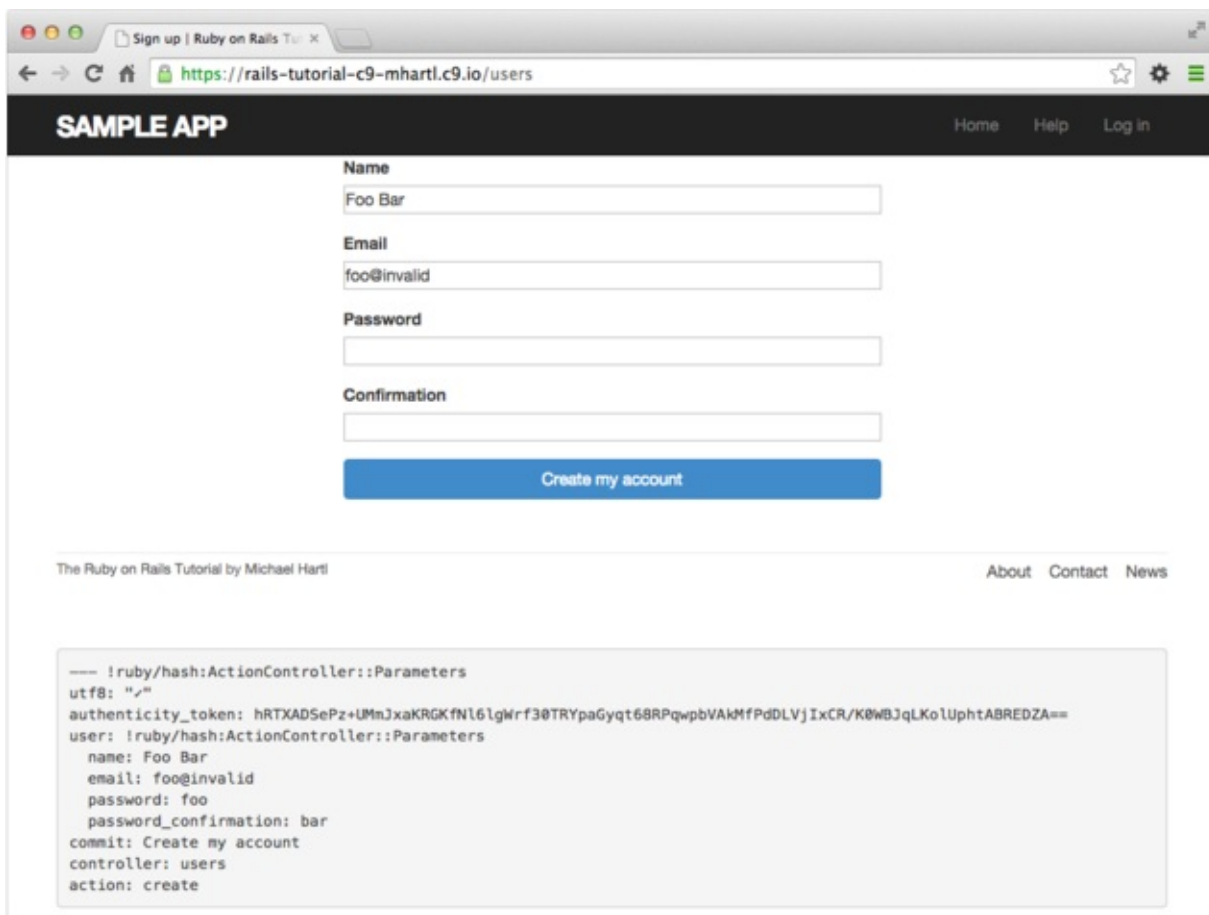 Sign up | Ruby on Rails Tu
https://rails-tutorial-c9-mhartl.c9.io/users
SAMPLE APP
Home Help Log in
Name
Foo Bar
Email
foo@invalid
Password
Confirmation
Create my account
The Ruby on Rails Tutorial by Michael Hartl
About Contact News
--- !ruby/hash:ActionController::Parameters
utf8: "✓"
authenticity_token: hRTXADSePz+UMmJxaKRGKfNl6lgWrf30TRYpaGyqt68RPqwpbVAkMfPdDLVjIxCR/K0WBJqLKolUphtABREDZA==
user: !ruby/hash:ActionController::Parameters
  name: Foo Bar
  email: foo@invalid
  password: foo
  password_confirmation: bar
commit: Create my account
controller: users
action: create